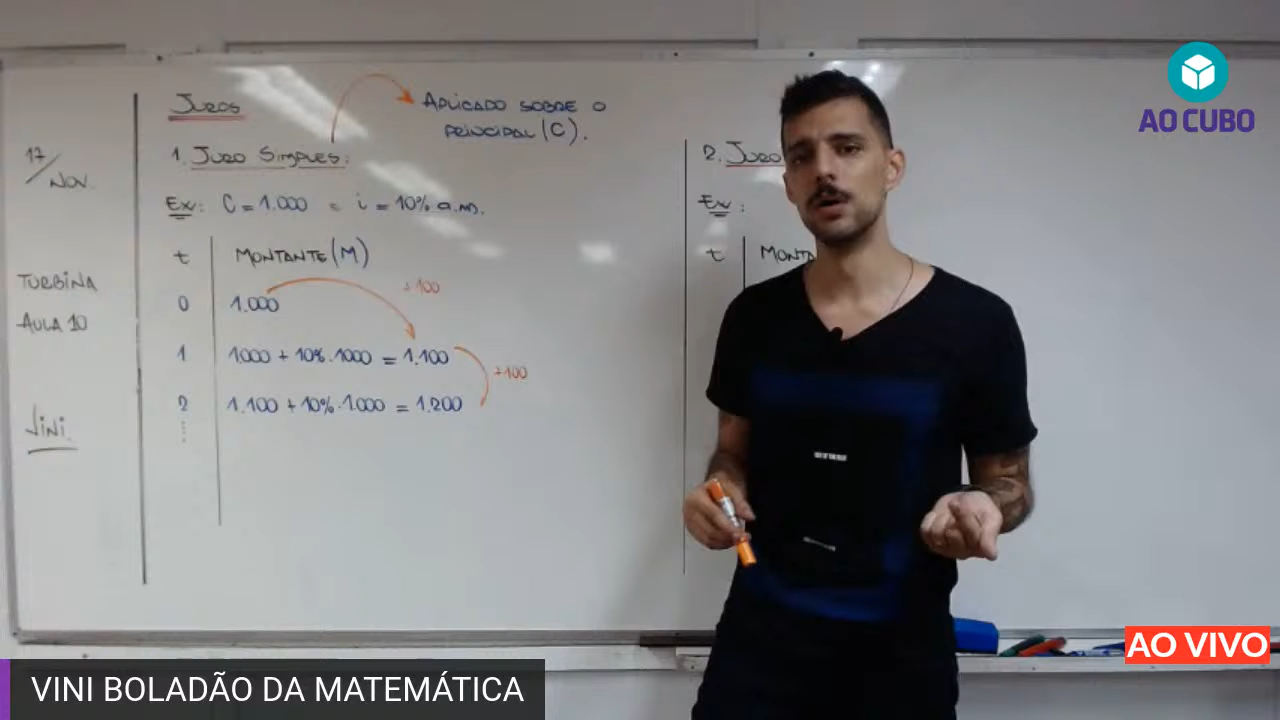 17/NOV.
TURBINA
AULA 10
VINI.
JUROS
APLICADO SOBRE O
PRINCIPAL (C).
1. JURO SIMPLES:
Ex: C = 1.000 = i = 10% a.m.
t MONTANTE (M)
0 1.000
+100
1 1000 + 10%.1000 = 1.100
+100
2 1.100 + 10%.1.000 = 1.200
⋮
2. JURO
Ex:
t MONTA
AO CUBO
AO VIVO
VINI BOLADÃO DA MATEMÁTICA